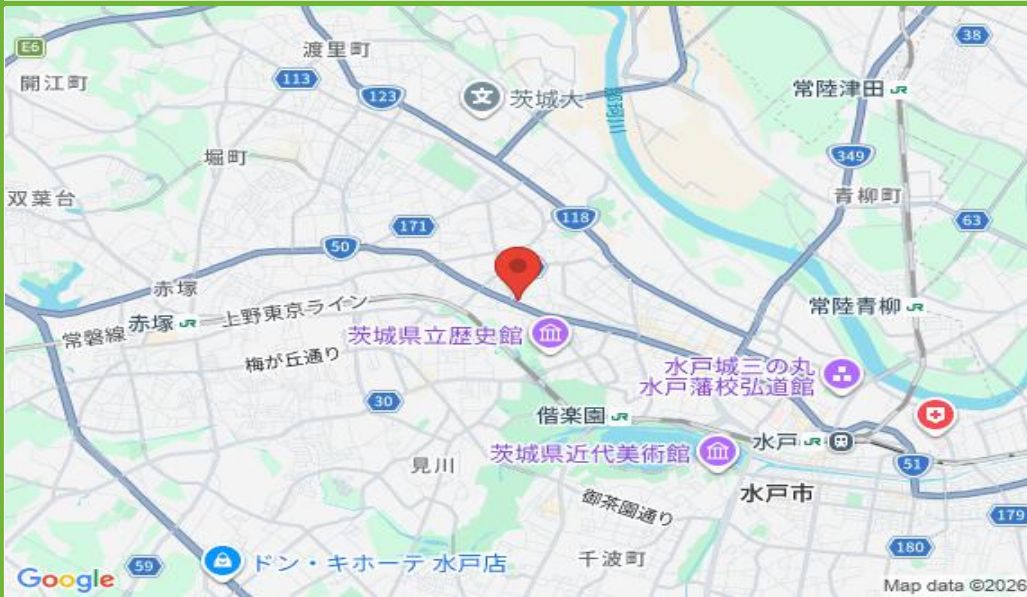 E6
渡里町
38
開江町
113
123
文
茨城大
那珂川
常陸津田 JR
堀町
349
双葉台
青柳町
171
118
63
50
赤塚
上野東京ライン
常陸青柳 JR
赤塚 JR
常磐線
茨城県立歴史館
梅が丘通り
水戸城三の丸
水戸藩校弘道館
30
偕楽園 JR
水戸 JR
茨城県近代美術館
見川
51
水戸市
御茶園通り
179
180
59
ドン・キホーテ 水戸店
千波町
Google
Map data ©2026